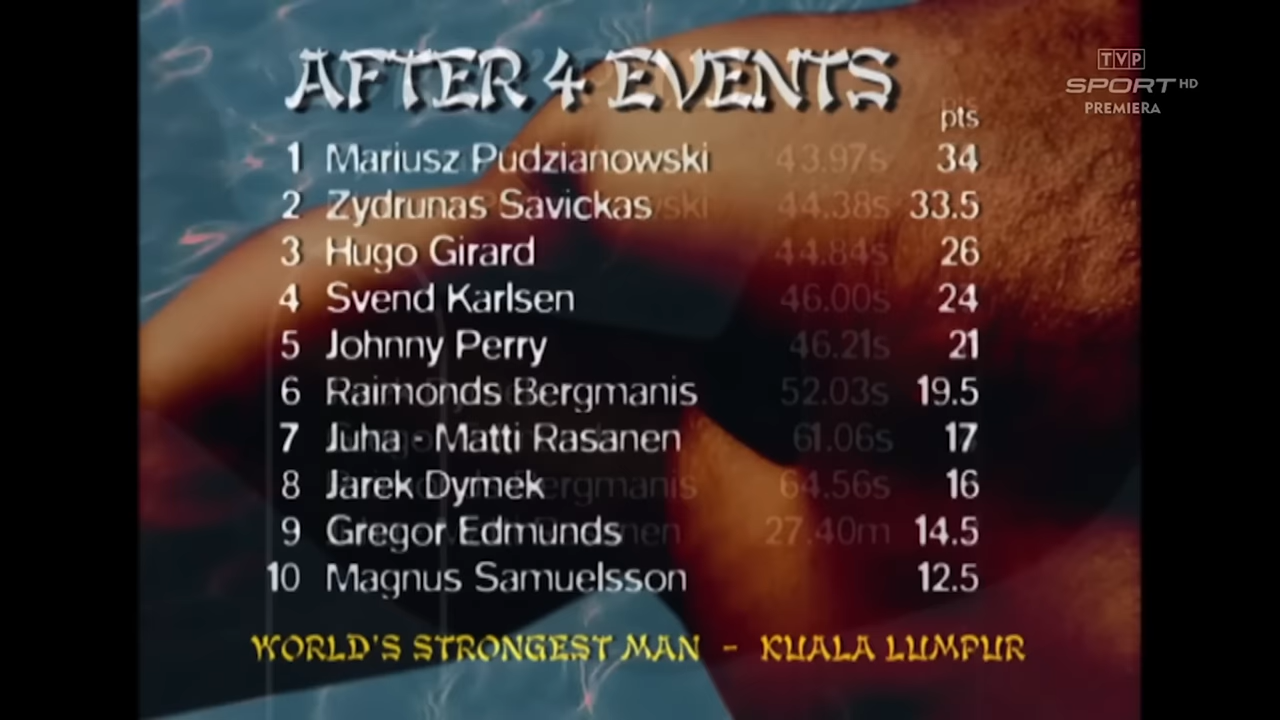 AFTER 4 EVENTS
TVP
SPORT HD
PREMIERA
pts
1 Mariusz Pudzianowski 43.97s 34
2 Zydrunas Savickas 44.38s 33.5
3 Hugo Girard 44.84s 26
4 Svend Karlsen 46.00s 24
5 Johnny Perry 46.21s 21
6 Raimonds Bergmanis 52.03s 19.5
7 Juha - Matti Rasanen 61.06s 17
8 Jarek Dymek 64.56s 16
9 Gregor Edmunds 27.40m 14.5
10 Magnus Samuelsson 12.5
WORLD'S STRONGEST MAN - KUALA LUMPUR